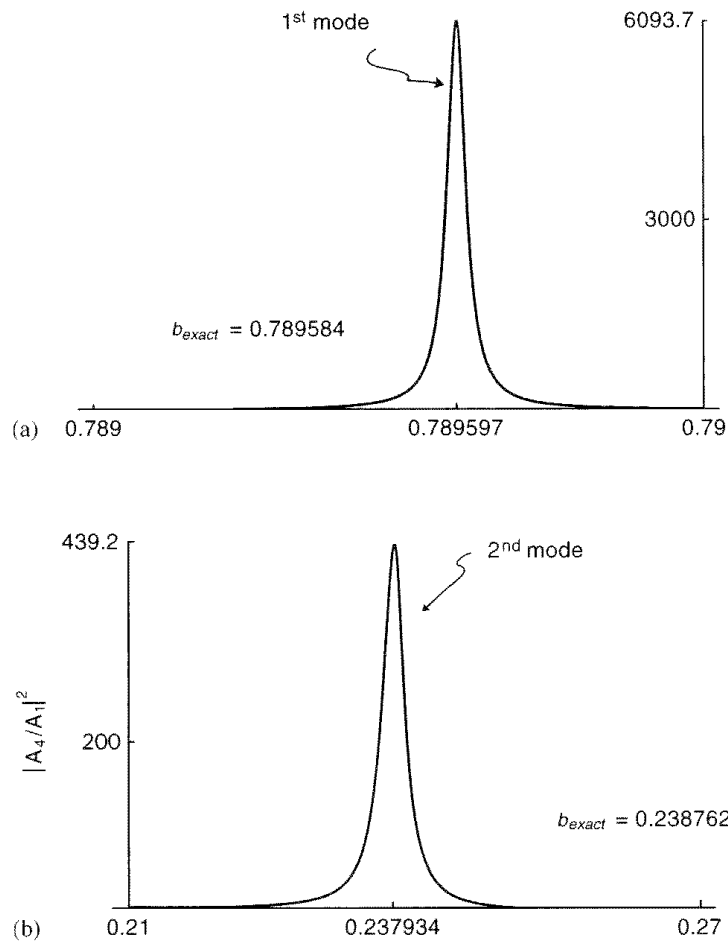 1st mode
6093.7
3000
b_exact = 0.789584
(a)
0.789
0.789597
0.79
439.2
2nd mode
|A4/A1|²
200
b_exact = 0.238762
(b)
0.21
0.237934
0.27